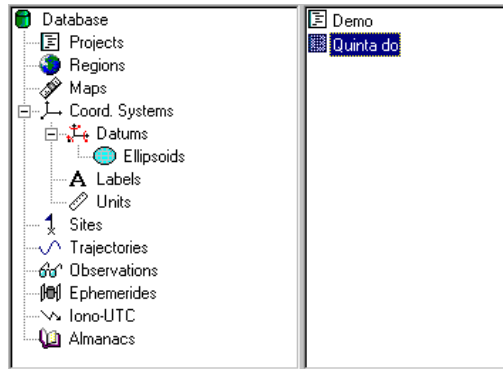 Database
Projects
Regions
Maps
Coord. Systems
Datums
Ellipsoids
Labels
Units
Sites
Trajectories
Observations
Ephemerides
Iono-UTC
Almanacs
Demo
Quinta do